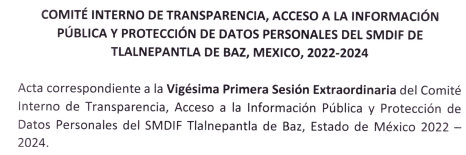 COMITÉ INTERNO DE TRANSPARENCIA, ACCESO A LA INFORMACIÓN
PÚBLICA Y PROTECCIÓN DE DATOS PERSONALES DEL SMDIF DE
TLALNEPANTLA DE BAZ, MEXICO, 2022-2024
Acta correspondiente a la Vigésima Primera Sesión Extraordinaria del Comité
Interno de Transparencia, Acceso a la Información Pública y Protección de
Datos Personales del SMDIF Tlalnepantla de Baz, Estado de México 2022 –
2024.